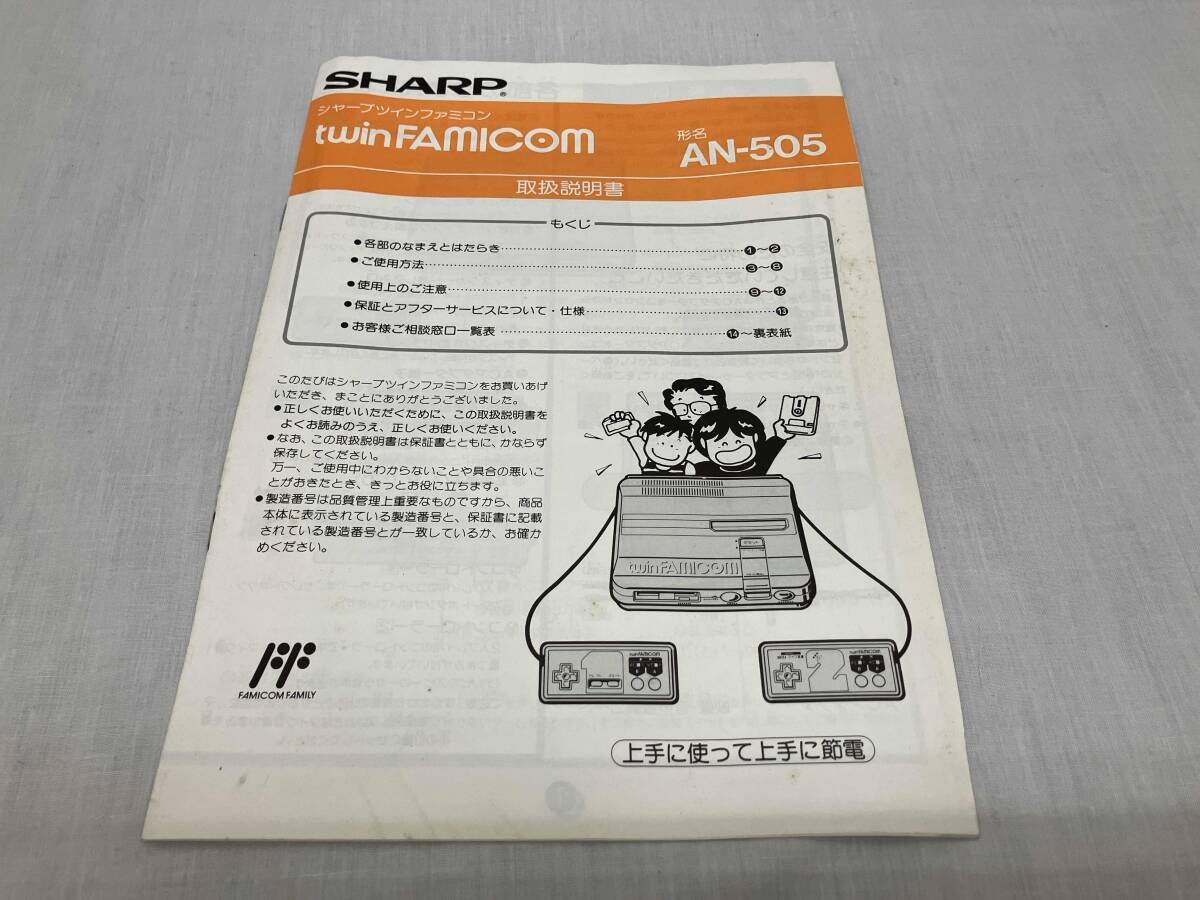 SHARP®
シャープツインファミコン
twinFAMICOM
形名
AN-505
取扱説明書
もくじ
●各部のなまえとはたらき……❶〜❷
●ご使用方法……❸〜❽
●使用上のご注意……❾〜⓬
●保証とアフターサービスについて・仕様……⓭
●お客様ご相談窓口一覧表……⓮〜裏表紙
このたびはシャープツインファミコンをお買いあげ
いただき、まことにありがとうございました。
●正しくお使いいただくために、この取扱説明書を
よくお読みのうえ、正しくお使いください。
●なお、この取扱説明書は保証書とともに、かならず
保存してください。
万一、ご使用中にわからないことや具合の悪いこ
とがおきたとき、きっとお役に立ちます。
●製造番号は品質管理上重要なものですから、商品
本体に表示されている製造番号と、保証書に記載
されている製造番号とが一致しているか、お確か
めください。
twinFAMICOM
twinFAMICOM
twinFAMICOM
FAMICOM FAMILY
上手に使って上手に節電